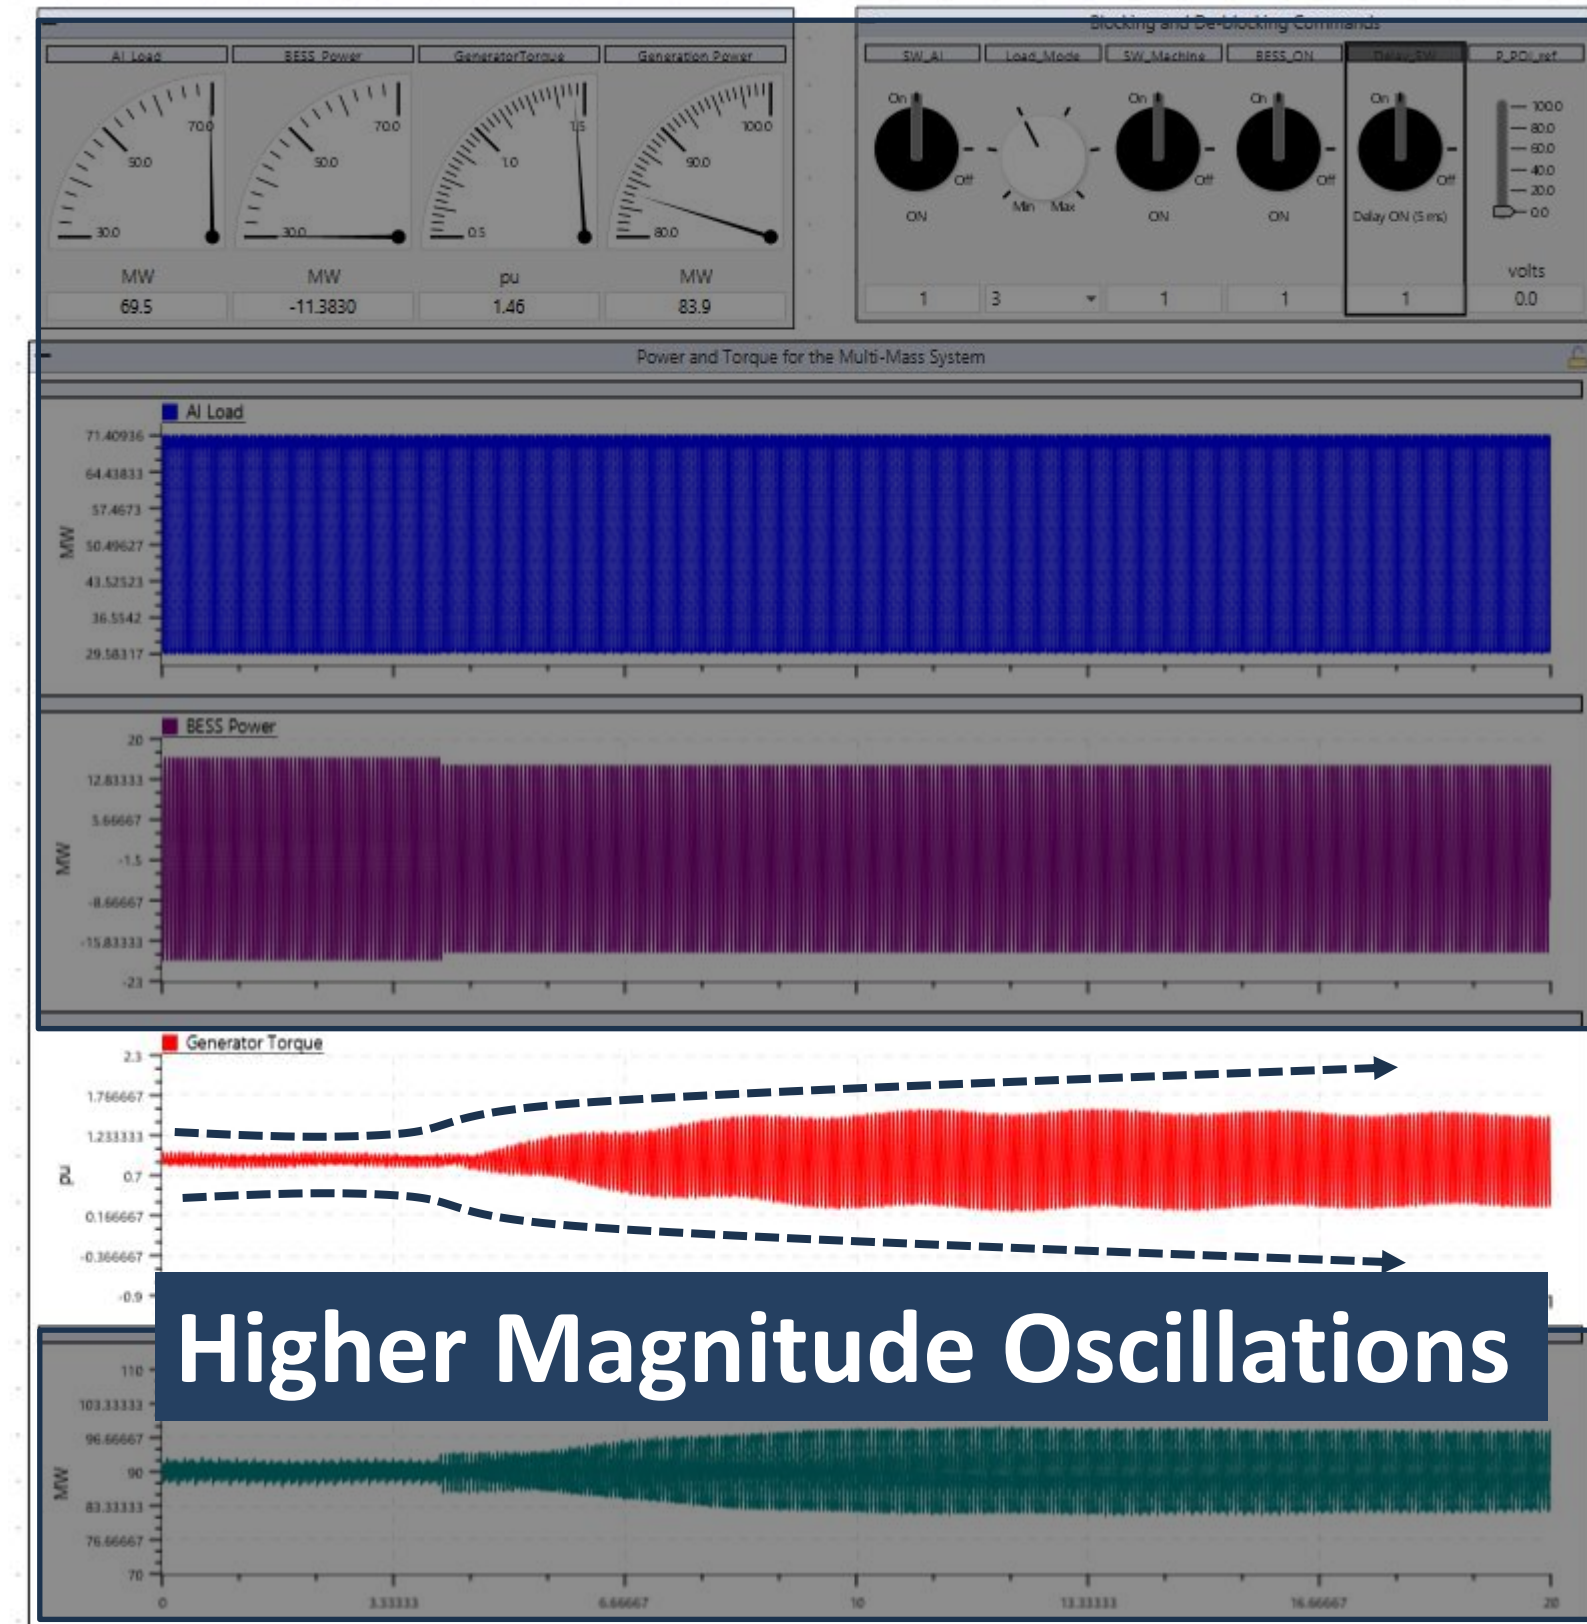 Blocking and De-blocking Commands
AI Load BESS Power GeneratorTorque Generation Power
SW_AI Load_Mode SW_Machine BESS_ON Delay_SW P_POI_ref
30.0 50.0 70.0
30.0 50.0 70.0
0.5 1.0 1.5
80.0 90.0 100.0
On Off
Min Max
On Off
On Off
On Off
100.0
80.0
60.0
40.0
20.0
0.0
ON ON ON Delay ON (5 ms)
MW MW pu MW
volts
69.5 -11.3830 1.46 83.9
1 3 1 1 1 0.0
Power and Torque for the Multi-Mass System
AI Load
71.40936
64.43833
57.4673
50.49627
43.52523
36.5542
29.58317
MW
BESS Power
20
12.83333
5.66667
-1.5
-8.66667
-15.83333
-23
MW
Generator Torque
2.3
1.766667
1.233333
0.7
0.166667
-0.366667
-0.9
pu
Higher Magnitude Oscillations
110
103.33333
96.66667
90
83.33333
76.66667
70
MW
0 3.33333 6.66667 10 13.33333 16.66667 20